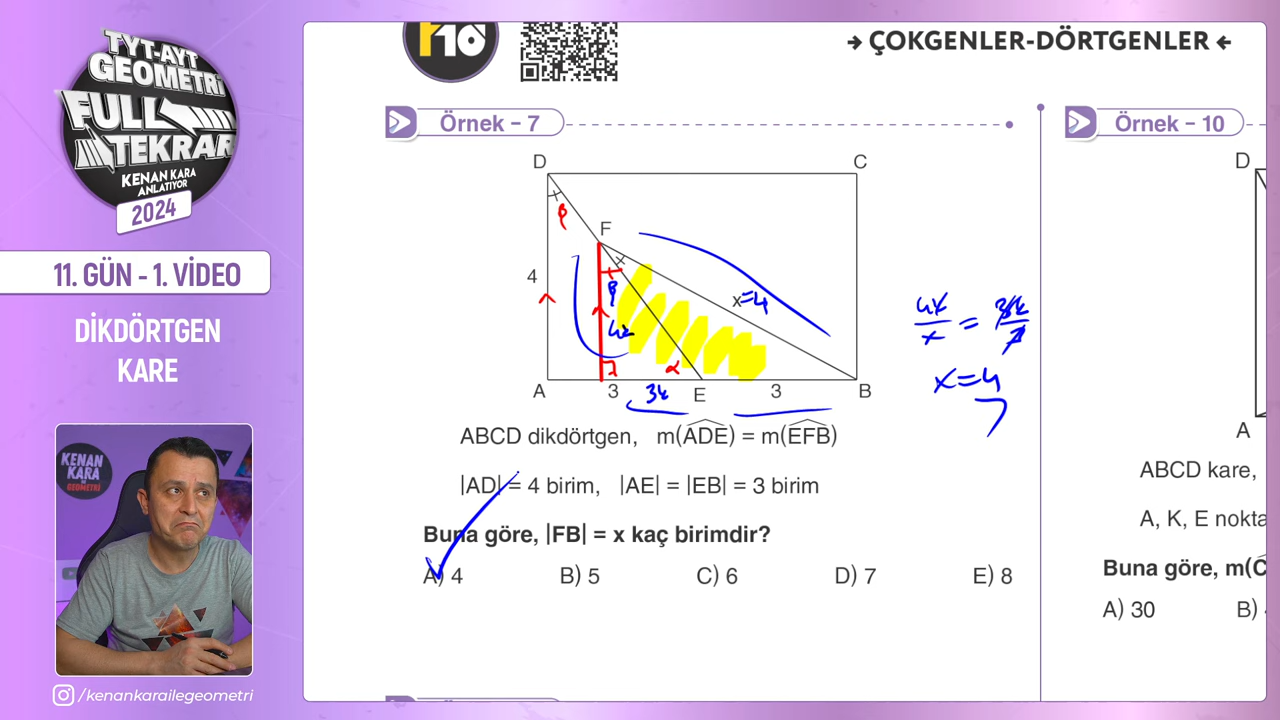 TYT-AYT
GEOMETRİ
FULL
TEKRAR
KENAN KARA
ANLATIYOR
2024
11. GÜN - 1. VİDEO
DİKDÖRTGEN
KARE
KENAN
KARA
GEOMETRİ
/kenankarailegeometri
→ ÇOKGENLER-DÖRTGENLER ←
Örnek – 7
D
C
F
4
x=4
4k
α
A
3
E
3
B
3k
4k/x = 3k/3
x=4
ABCD dikdörtgen, m(ADE) = m(EFB)
|AD| = 4 birim, |AE| = |EB| = 3 birim
Buna göre, |FB| = x kaç birimdir?
A) 4 B) 5 C) 6 D) 7 E) 8
Örnek – 10
D
A
ABCD kare,
A, K, E nokta
Buna göre, m(
A) 30 B)